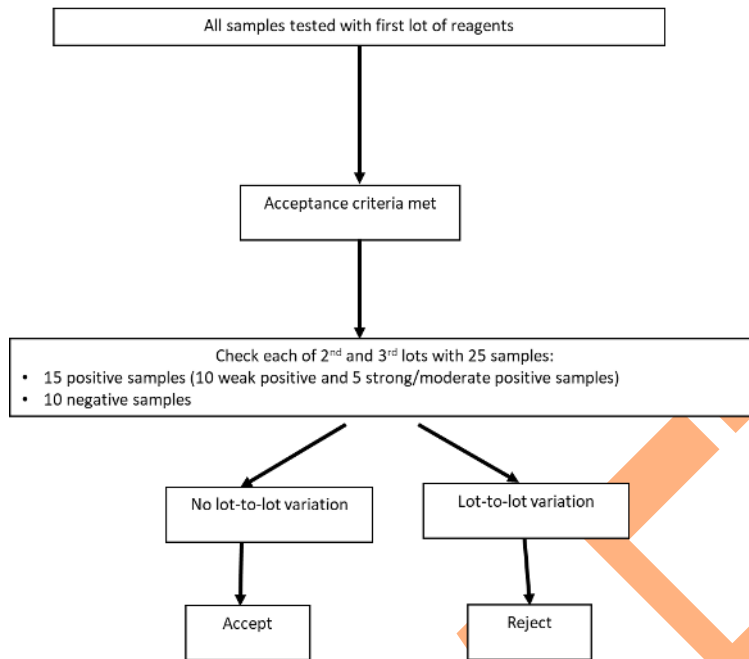 All samples tested with first lot of reagents
Acceptance criteria met
Check each of 2nd and 3rd lots with 25 samples:
• 15 positive samples (10 weak positive and 5 strong/moderate positive samples)
• 10 negative samples
No lot-to-lot variation
Lot-to-lot variation
Accept
Reject